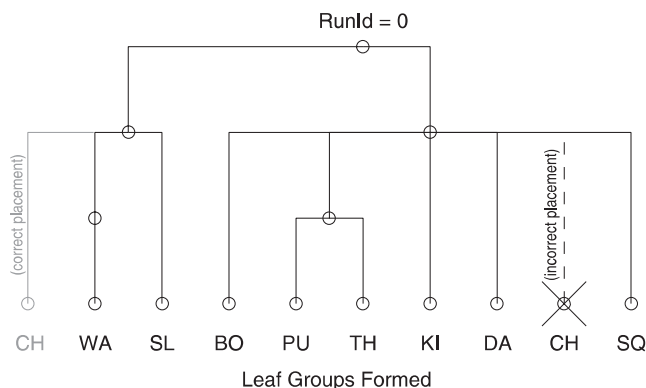 RunId = 0
(correct placement)
(incorrect placement)
CH WA SL BO PU TH KI DA CH SQ
Leaf Groups Formed